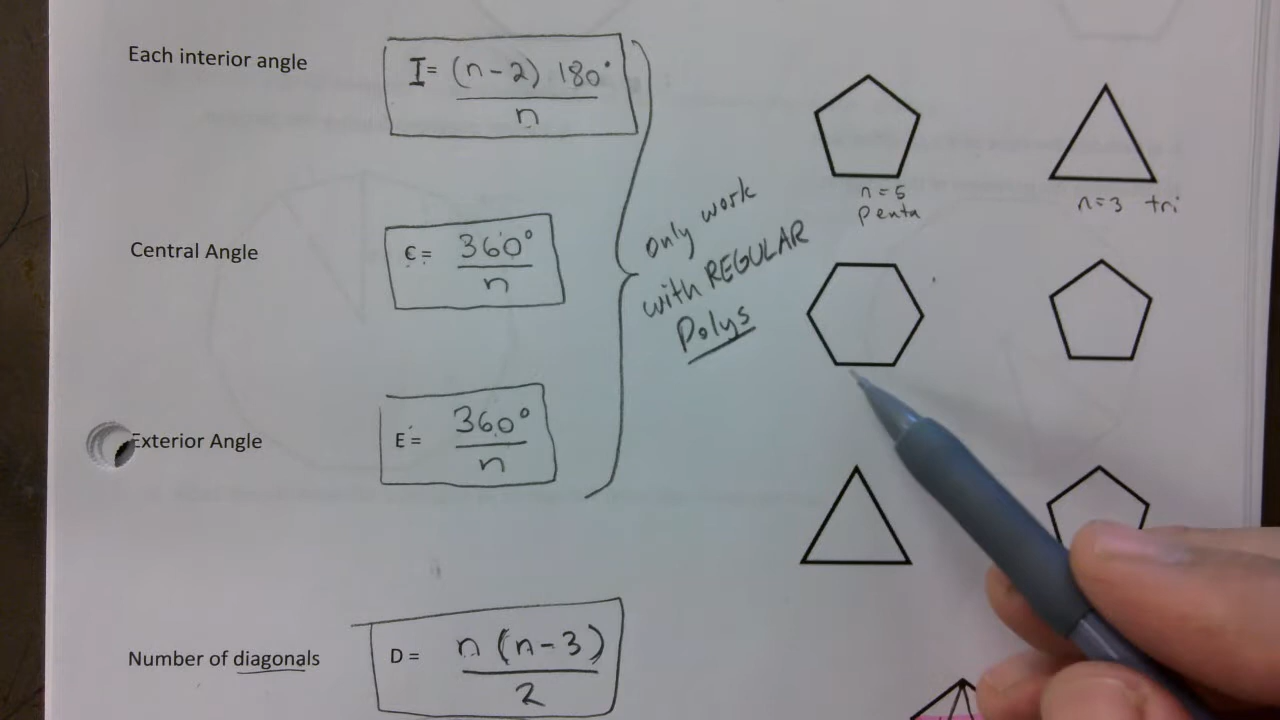 Each interior angle
I = (n-2) 180°
n
Central Angle
C = 360°
n
Exterior Angle
E = 360°
n
Number of diagonals
D = n (n-3)
2
only work
with REGULAR
Polys
n = 5
penta
n=3 tri